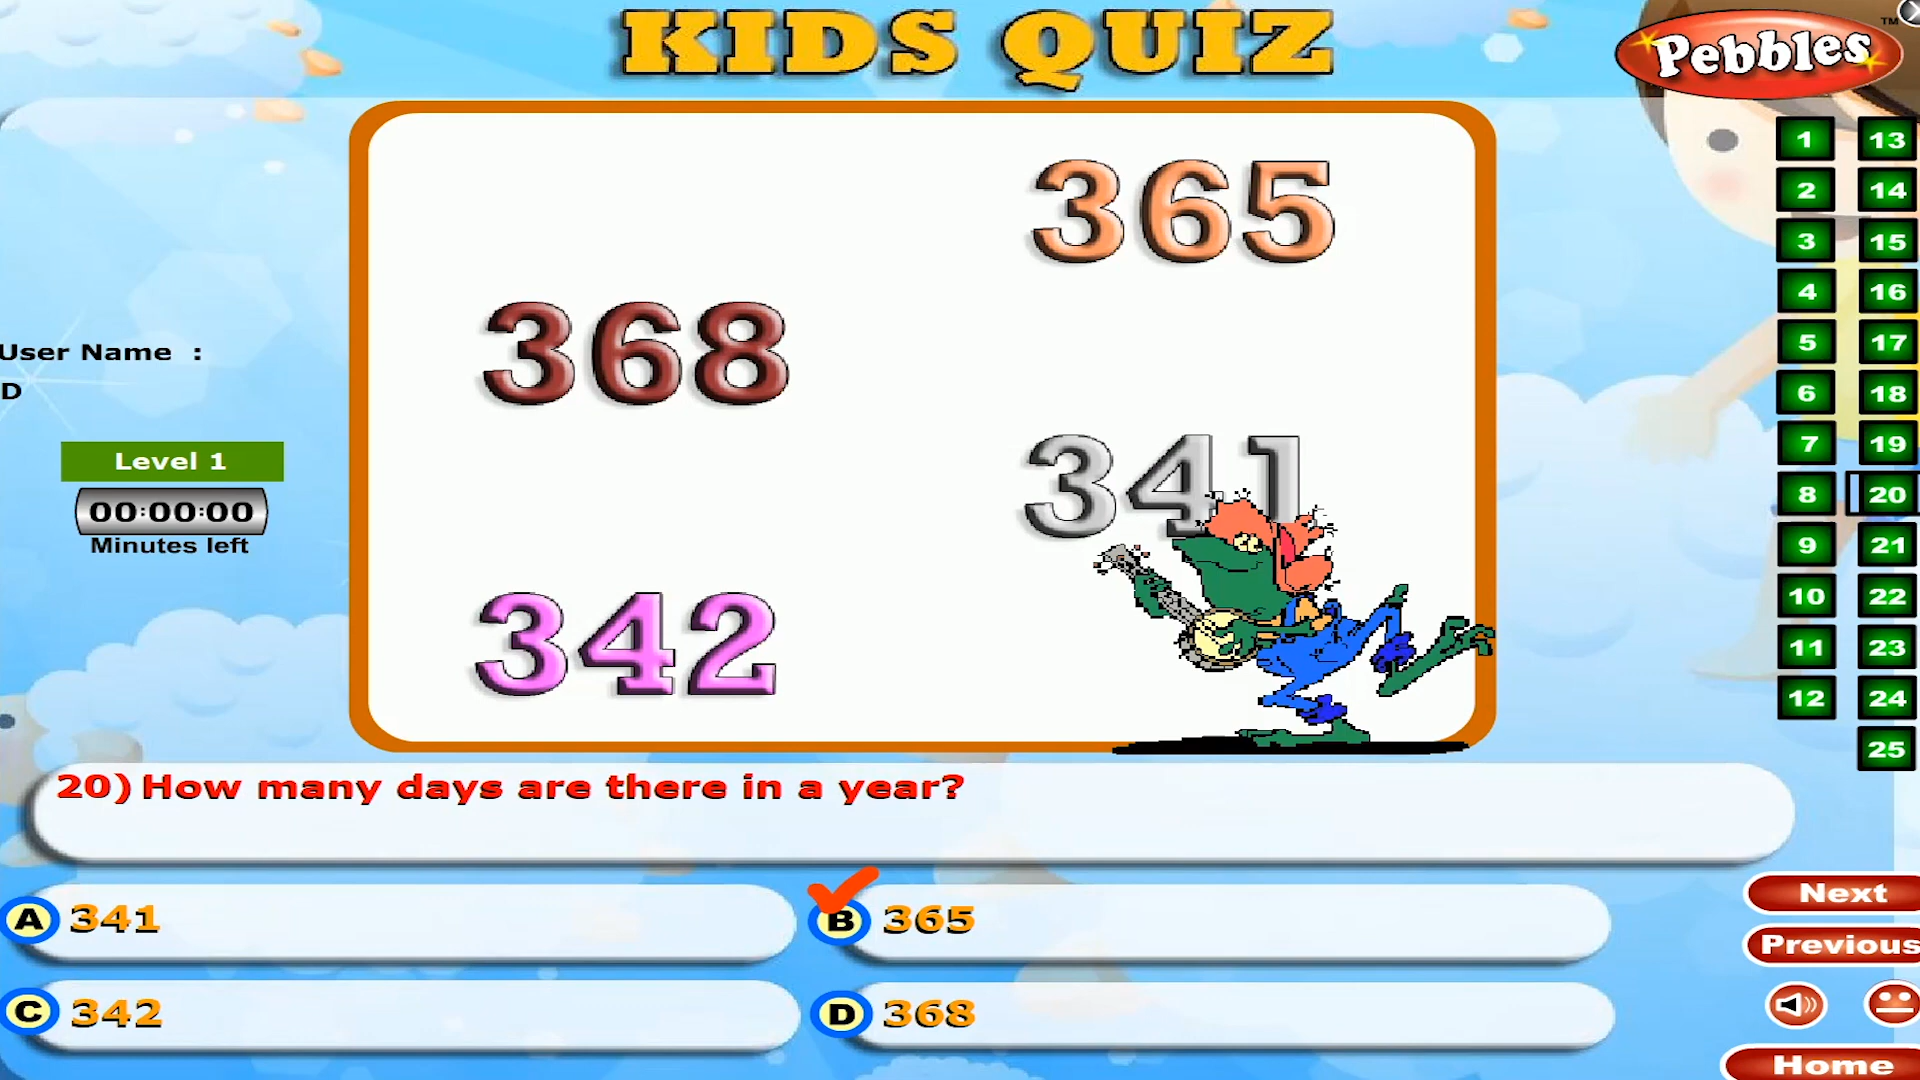 KIDS QUIZ
Pebbles™
365
368
341
342
User Name :
D
Level 1
00:00:00
Minutes left
1 13
2 14
3 15
4 16
5 17
6 18
7 19
8 20
9 21
10 22
11 23
12 24
25
20) How many days are there in a year?
A 341
B 365
C 342
D 368
Next
Previous
Home